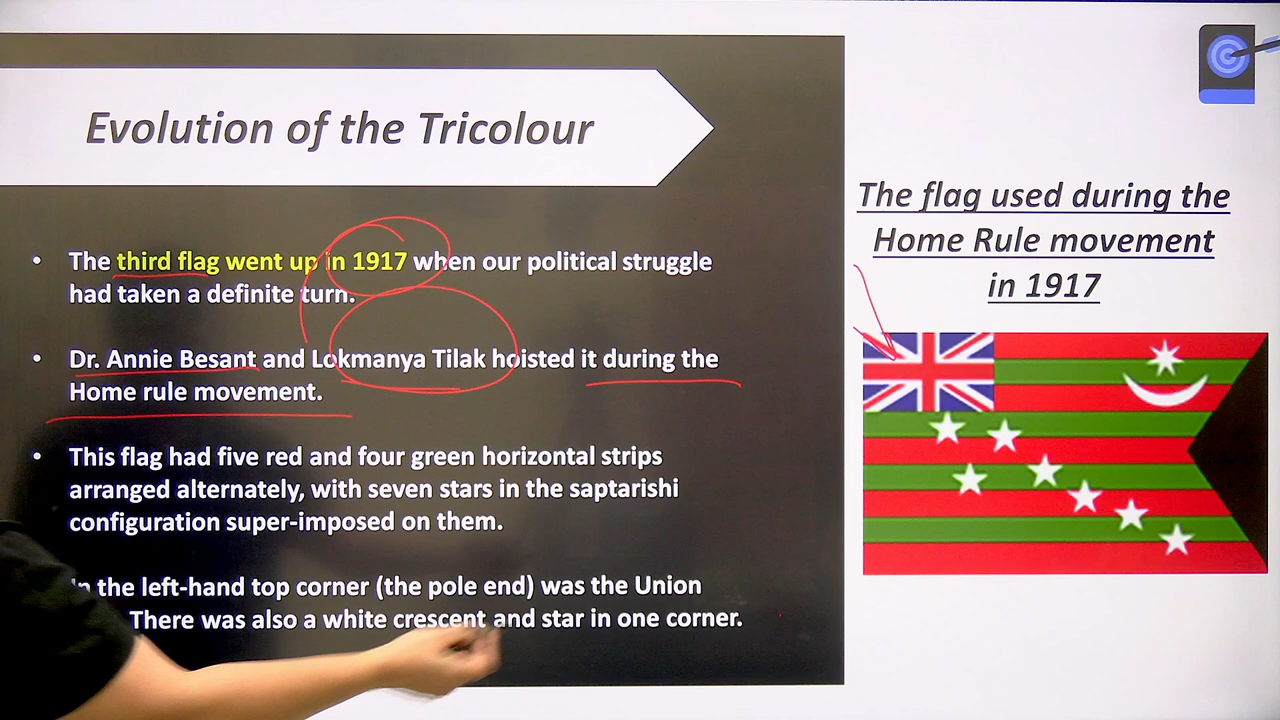 Evolution of the Tricolour
• The third flag went up in 1917 when our political struggle
had taken a definite turn.
• Dr. Annie Besant and Lokmanya Tilak hoisted it during the
Home rule movement.
• This flag had five red and four green horizontal strips
arranged alternately, with seven stars in the saptarishi
configuration super-imposed on them.
In the left-hand top corner (the pole end) was the Union
There was also a white crescent and star in one corner.
The flag used during the
Home Rule movement
in 1917